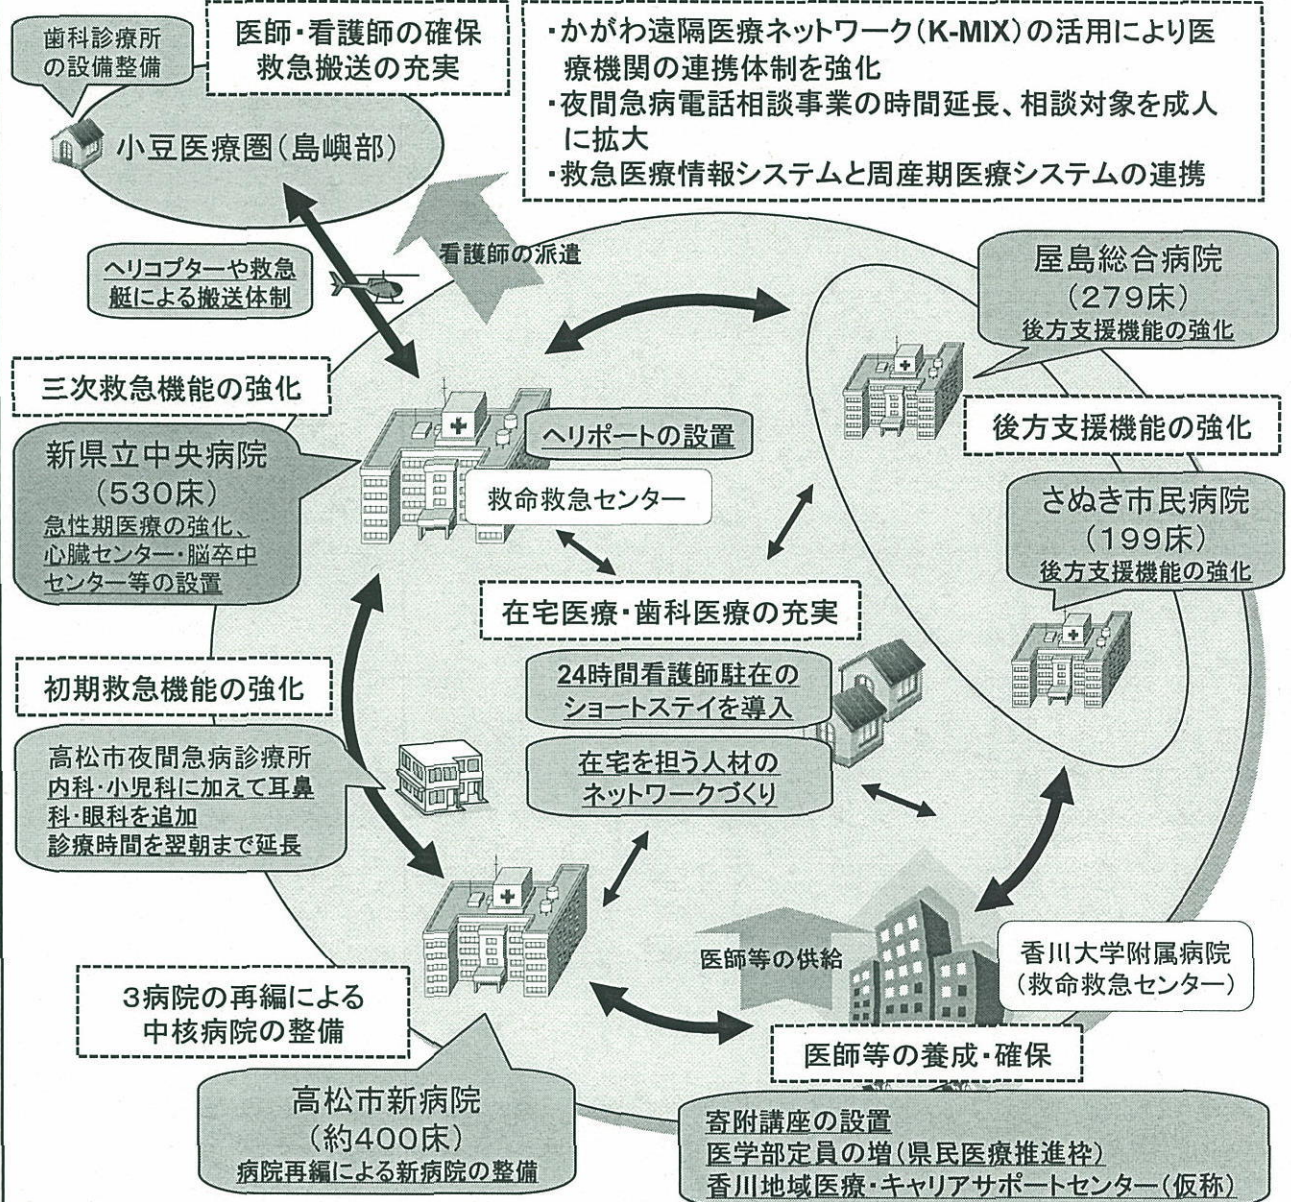 歯科診療所
の設備整備
医師・看護師の確保
救急搬送の充実
・かがわ遠隔医療ネットワーク(K-MIX)の活用により医
療機関の連携体制を強化
・夜間急病電話相談事業の時間延長、相談対象を成人
に拡大
・救急医療情報システムと周産期医療システムの連携
小豆医療圏(島嶼部)
看護師の派遣
ヘリコプターや救急
艇による搬送体制
屋島総合病院
(279床)
後方支援機能の強化
三次救急機能の強化
新県立中央病院
(530床)
急性期医療の強化、
心臓センター・脳卒中
センター等の設置
ヘリポートの設置
救命救急センター
後方支援機能の強化
さぬき市民病院
(199床)
後方支援機能の強化
在宅医療・歯科医療の充実
24時間看護師駐在の
ショートステイを導入
在宅を担う人材の
ネットワークづくり
初期救急機能の強化
高松市夜間急病診療所
内科・小児科に加えて耳鼻
科・眼科を追加
診療時間を翌朝まで延長
医師等の供給
香川大学附属病院
(救命救急センター)
3病院の再編による
中核病院の整備
医師等の養成・確保
高松市新病院
(約400床)
病院再編による新病院の整備
寄附講座の設置
医学部定員の増(県民医療推進枠)
香川地域医療・キャリアサポートセンター(仮称)